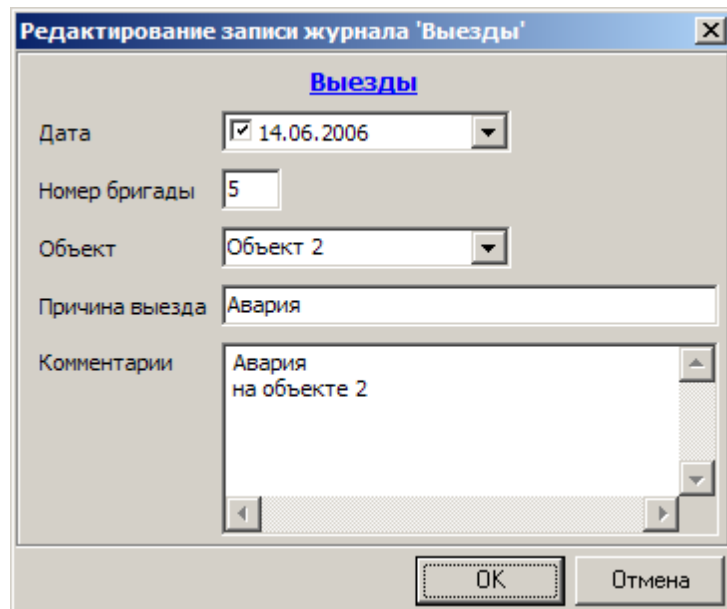 Редактирование записи журнала 'Выезды'
Выезды
Дата 14.06.2006
Номер бригады 5
Объект Объект 2
Причина выезда Авария
Комментарии Авария
на объекте 2
OK Отмена